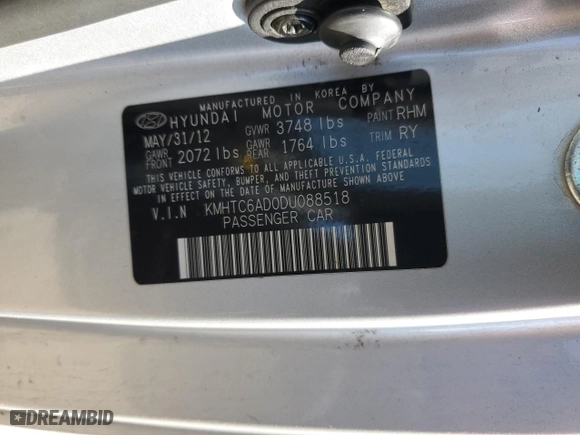 MANUFACTURED IN KOREA BY
HYUNDAI MOTOR COMPANY
MAY/31/12 GVWR 3748 lbs PAINT RHM
GAWR FRONT 2072 lbs GAWR REAR 1764 lbs TRIM RY
THIS VEHICLE CONFORMS TO ALL APPLICABLE U.S.A. FEDERAL
MOTOR VEHICLE SAFETY, BUMPER, AND THEFT PREVENTION
STANDARDS IN EFFECT ON THE DATE OF MANUFACTURE
SHOWN ABOVE.
V.I.N KMHTC6AD0DU088518
PASSENGER CAR
DREAMBID